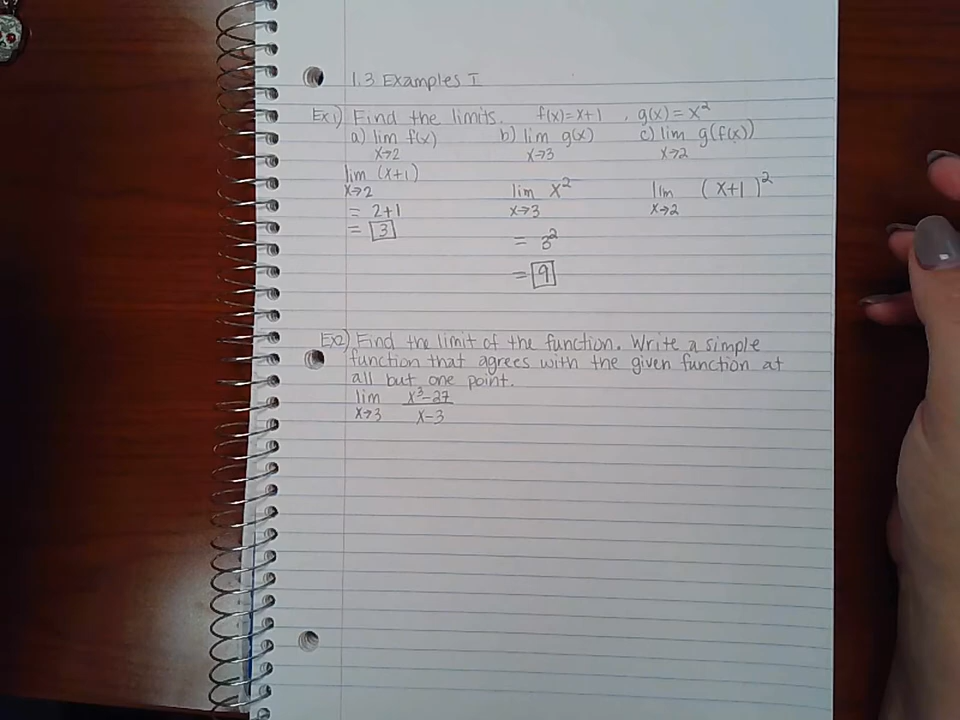 1.3 Examples I
Ex1) Find the limits. f(x)=x+1 , g(x)=x²
a) lim f(x) b) lim g(x) c) lim g(f(x))
x→2 x→3 x→2
lim (x+1)
x→2 lim x² lim (x+1)²
= 2+1 x→3 x→2
= 3
= 3²
= 9
Ex2) Find the limit of the function. Write a simple
function that agrees with the given function at
all but one point.
lim x³-27
x→3 x-3